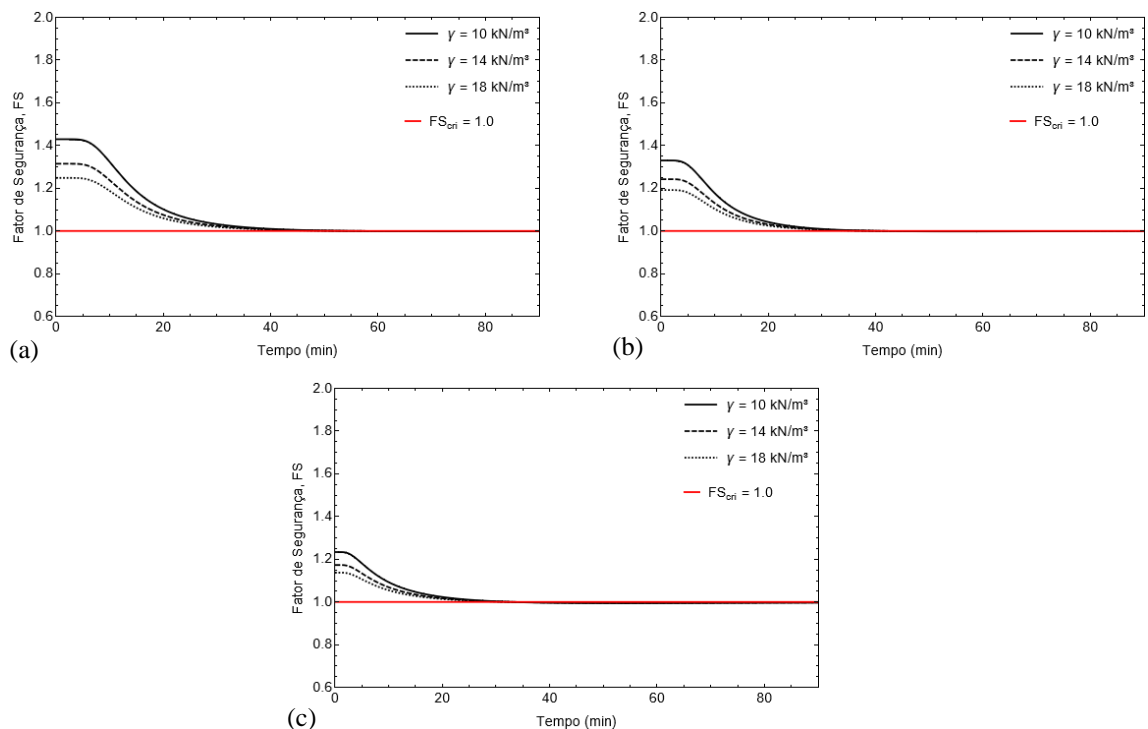 2.0
1.8
1.6
1.4
1.2
1.0
0.8
0.6
Fator de Segurança, FS
γ = 10 kN/m³
γ = 14 kN/m³
γ = 18 kN/m³
FScri = 1.0
0 20 40 60 80
Tempo (min)
(a)
2.0
1.8
1.6
1.4
1.2
1.0
0.8
0.6
Fator de Segurança, FS
γ = 10 kN/m³
γ = 14 kN/m³
γ = 18 kN/m³
FScri = 1.0
0 20 40 60 80
Tempo (min)
(b)
2.0
1.8
1.6
1.4
1.2
1.0
0.8
0.6
Fator de Segurança, FS
γ = 10 kN/m³
γ = 14 kN/m³
γ = 18 kN/m³
FScri = 1.0
0 20 40 60 80
Tempo (min)
(c)